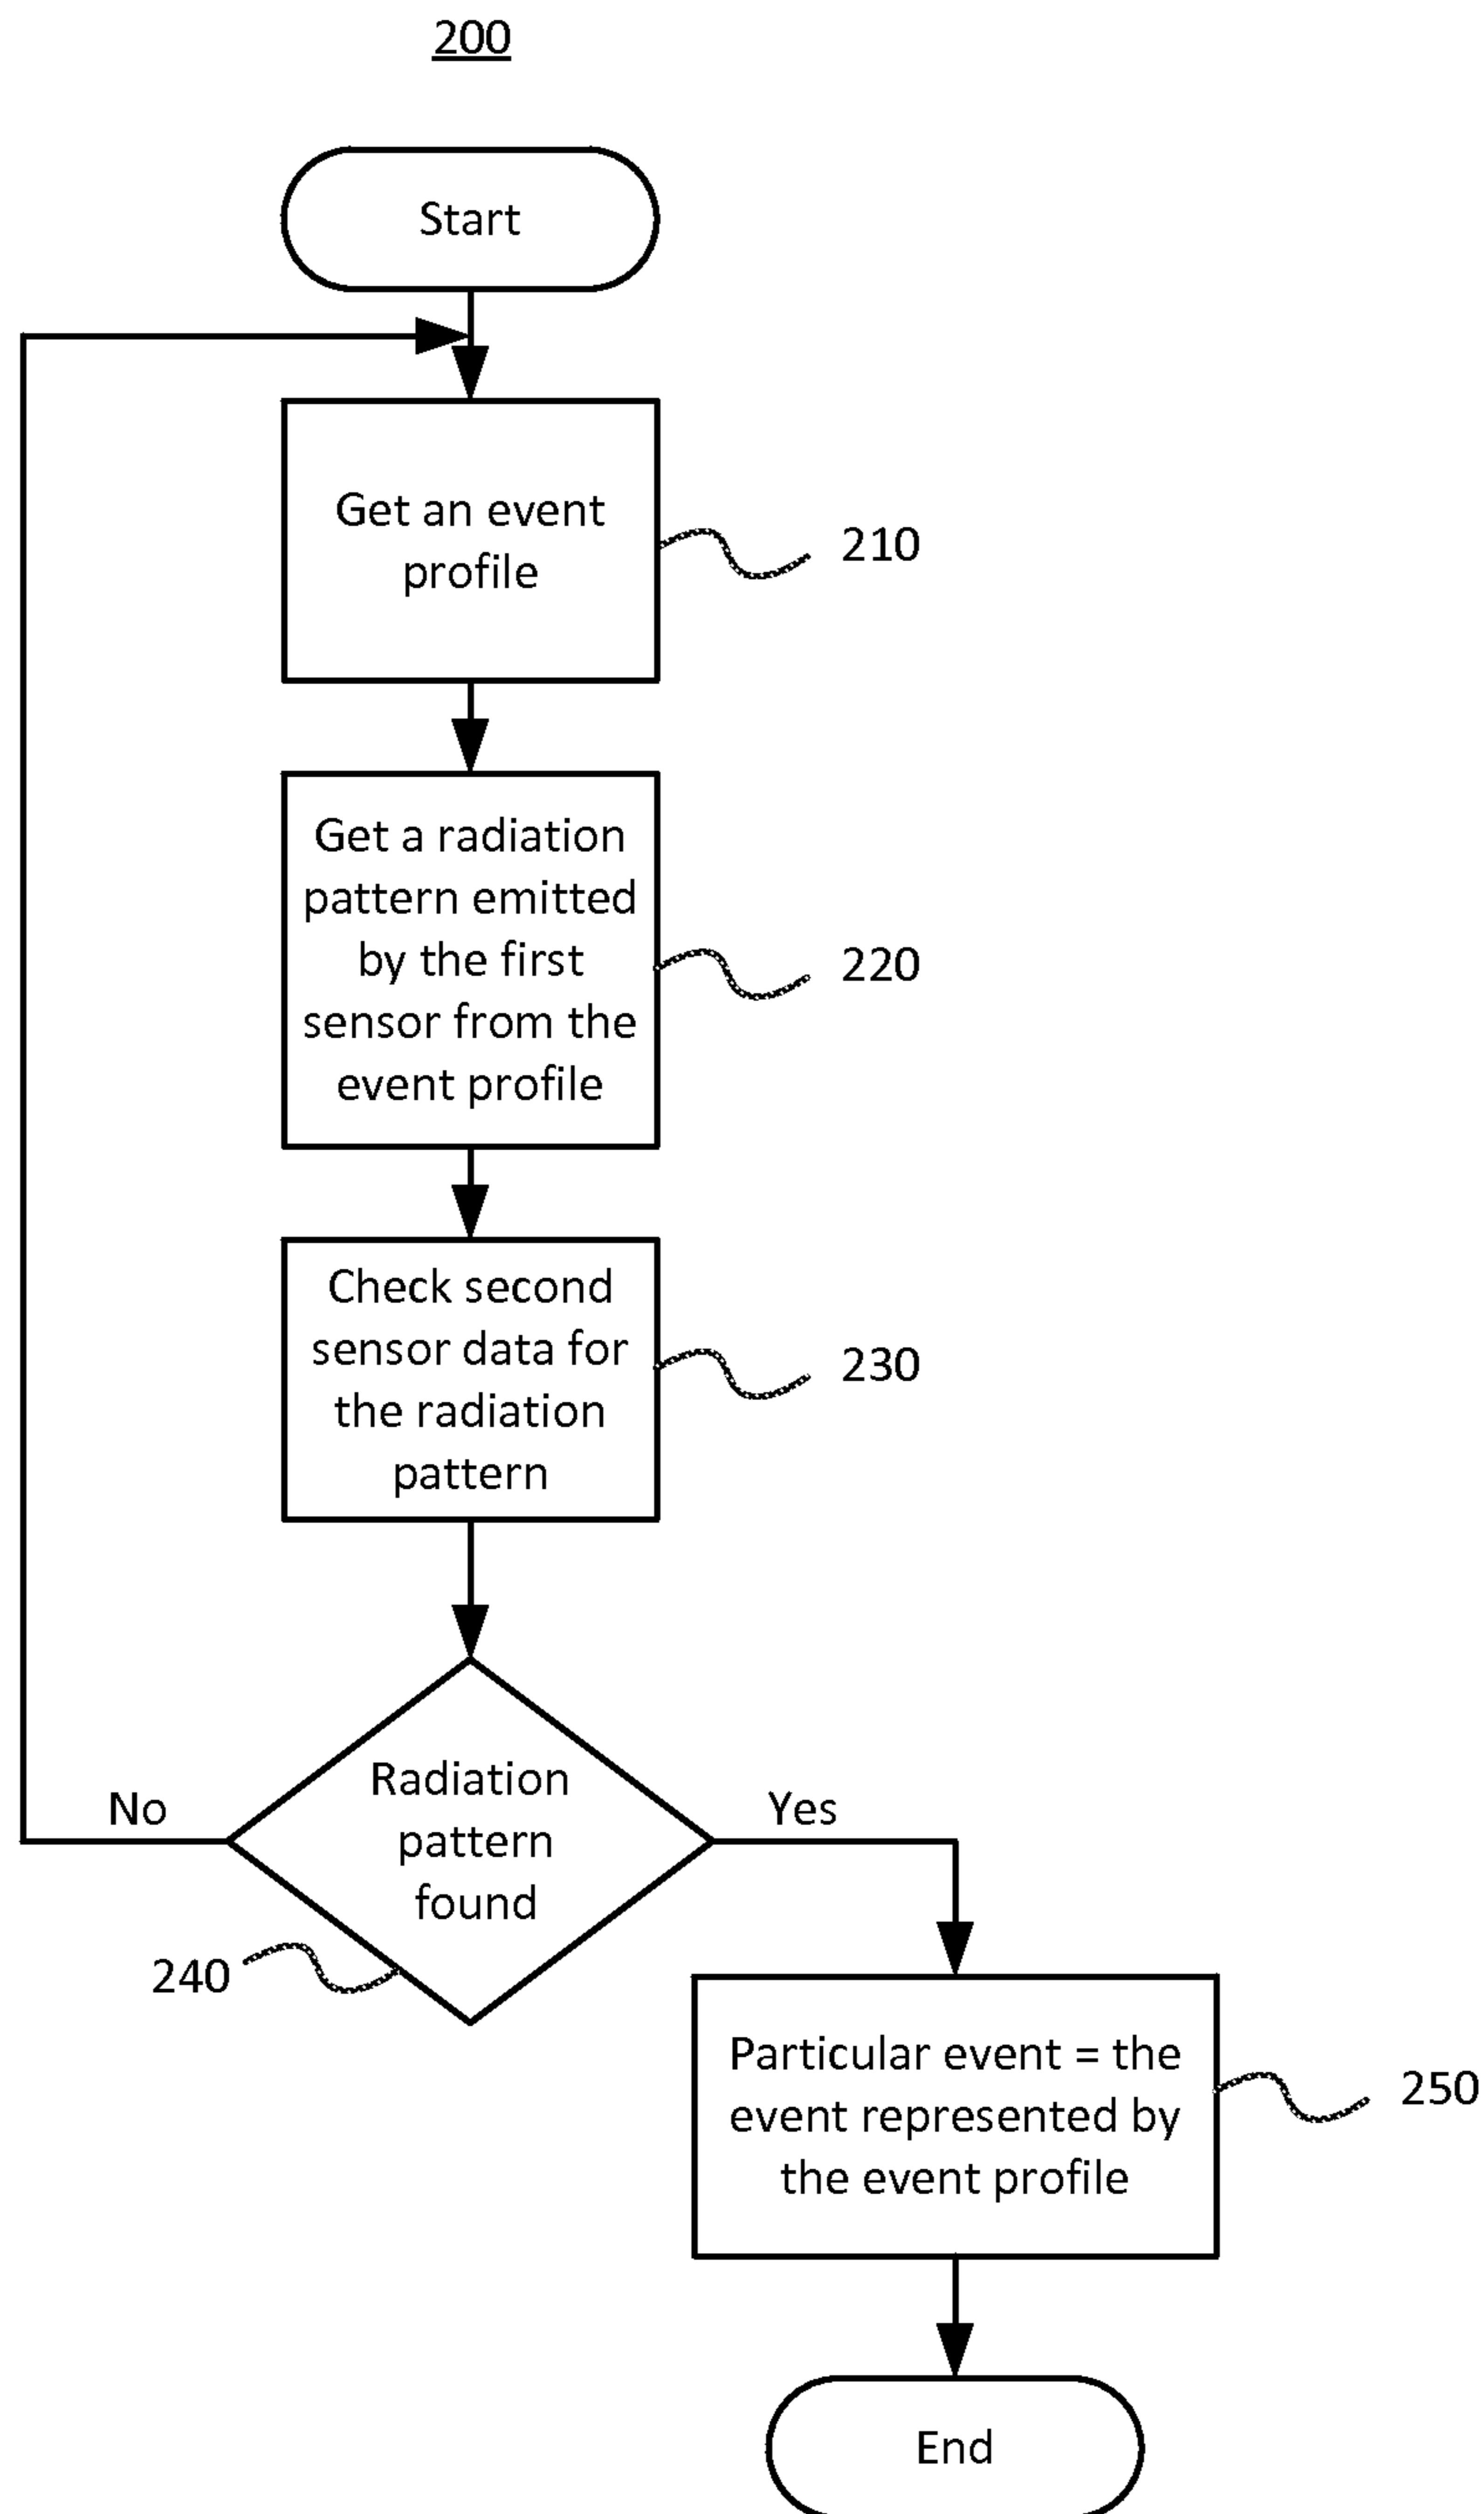 200
Start
Get an event
profile
210
Get a radiation
pattern emitted
by the first
sensor from the
event profile
220
Check second
sensor data for
the radiation
pattern
230
Radiation
pattern
found
No
Yes
240
Particular event = the
event represented by
the event profile
250
End